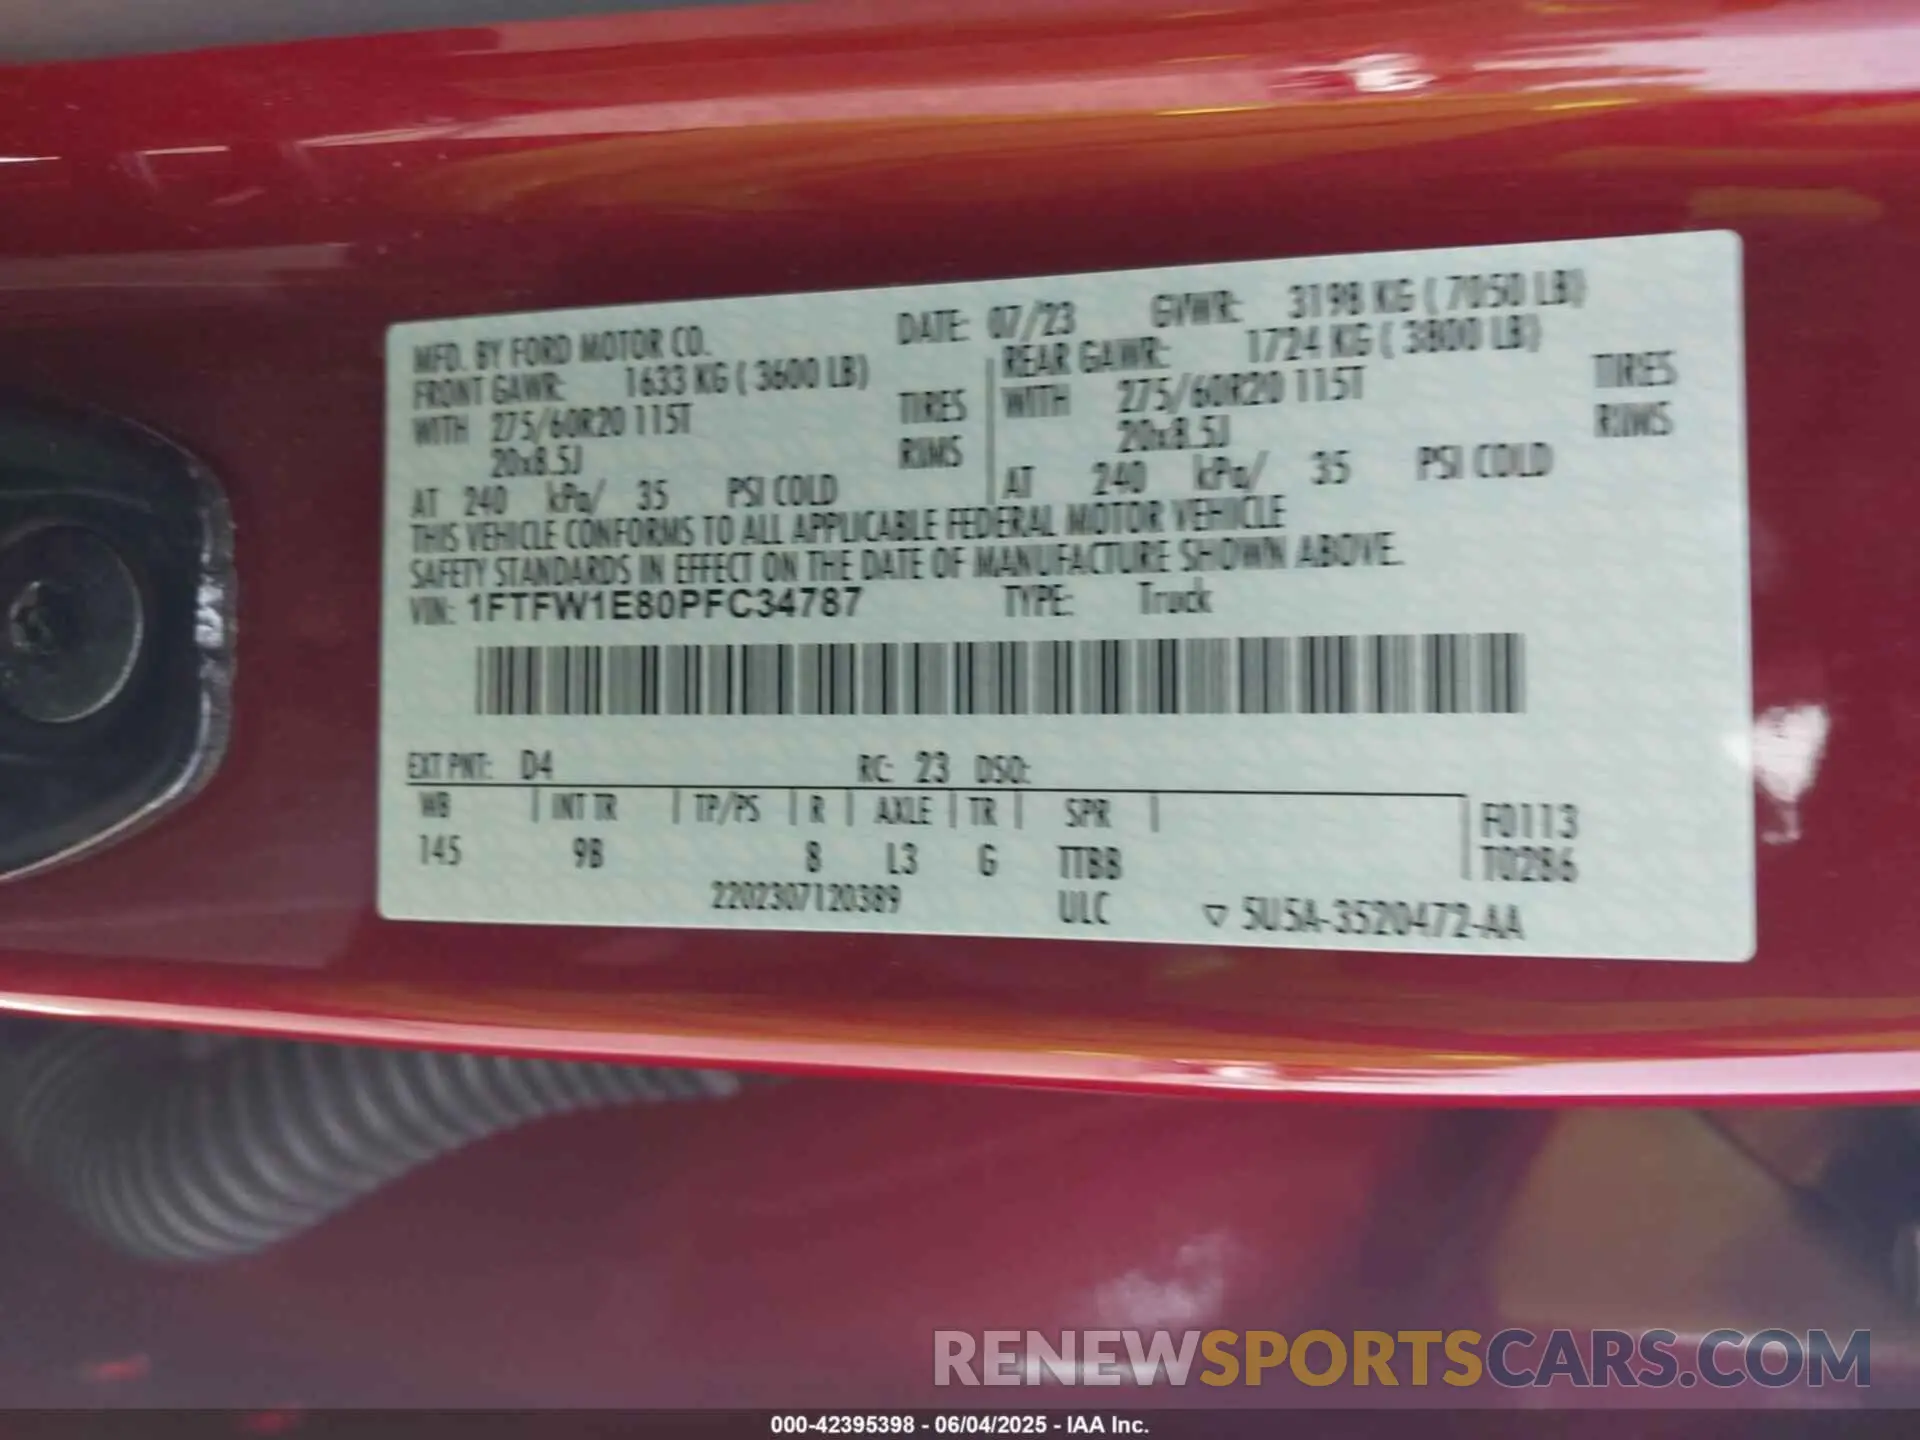 MFD. BY FORD MOTOR CO. DATE: 07/23 GVWR: 3198 KG ( 7050 LB)
FRONT GAWR: 1633 KG ( 3600 LB) REAR GAWR: 1724 KG ( 3800 LB)
WITH 275/60R20 115T TIRES WITH 275/60R20 115T TIRES
20x8.5J RIMS 20x8.5J RIMS
AT 240 kPa/ 35 PSI COLD AT 240 kPa/ 35 PSI COLD
THIS VEHICLE CONFORMS TO ALL APPLICABLE FEDERAL MOTOR VEHICLE
SAFETY STANDARDS IN EFFECT ON THE DATE OF MANUFACTURE SHOWN ABOVE.
VIN: 1FTFW1E80PFC34787 TYPE: Truck
EXT PNT: D4 RC: 23 DSO:
WB INT TR TP/PS R AXLE TR SPR F0113
145 9B 8 L3 G TTBB T0286
2202307120389 ULC ▽ 5U5A-3520472-AA
RENEWSPORTSCARS.COM
000-42395398 - 06/04/2025 - IAA Inc.